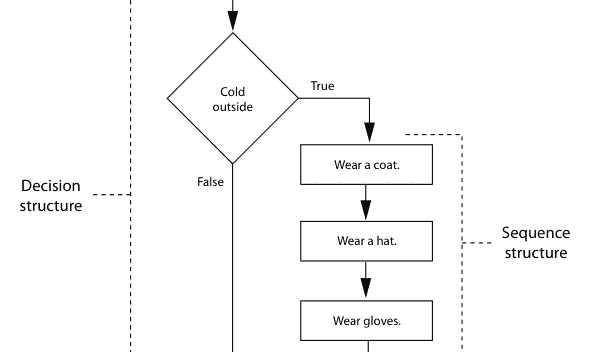 True
Cold
outside
Wear a coat.
False
Decision
structure
Wear a hat.
Sequence
structure
Wear gloves.